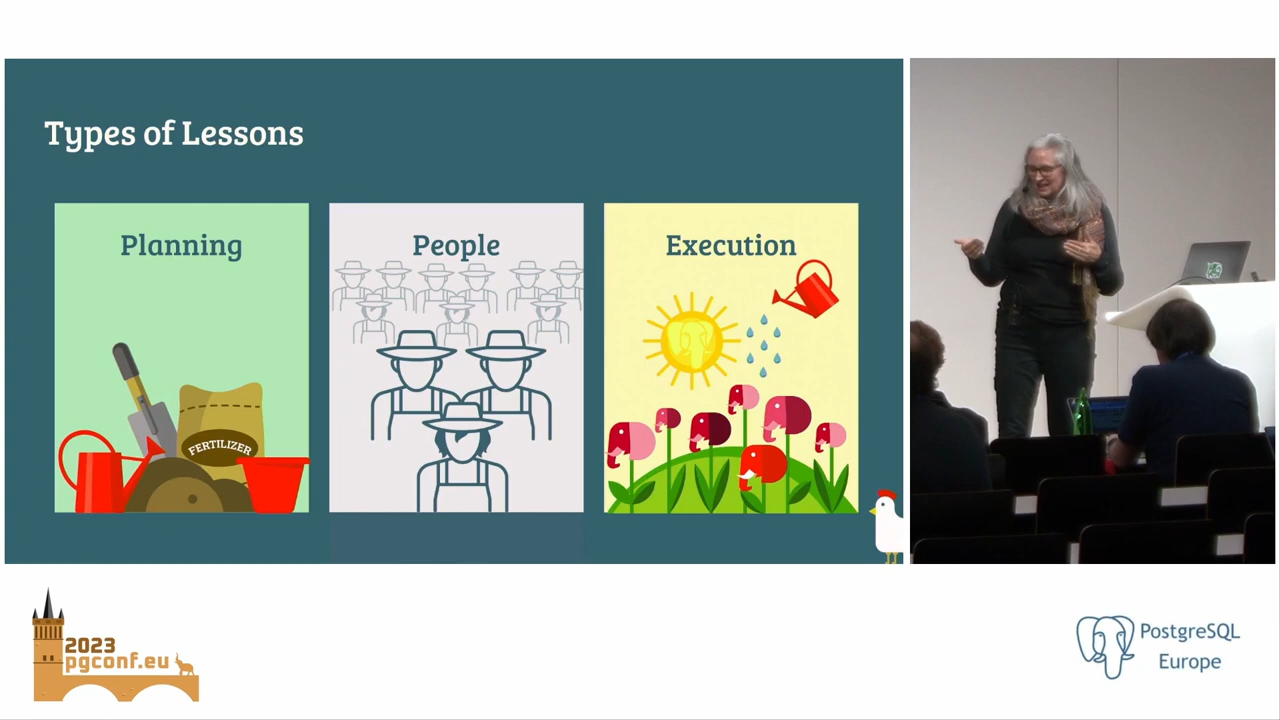 Types of Lessons
Planning
People
Execution
FERTILIZER
2023
pgconf.eu
PostgreSQL
Europe